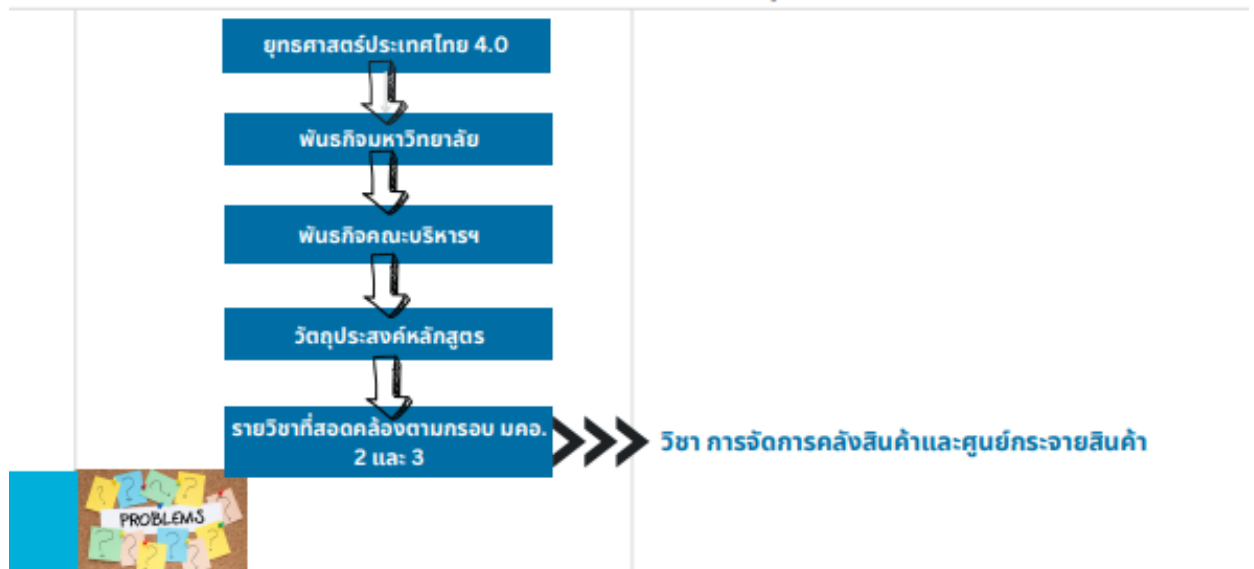 ยุทธศาสตร์ประเทศไทย 4.0
พันธกิจมหาวิทยาลัย
พันธกิจคณะบริหารฯ
วัตถุประสงค์หลักสูตร
รายวิชาที่สอดคล้องตามกรอบ มคอ.
2 และ 3
วิชา การจัดการคลังสินค้าและศูนย์กระจายสินค้า
PROBLEMS